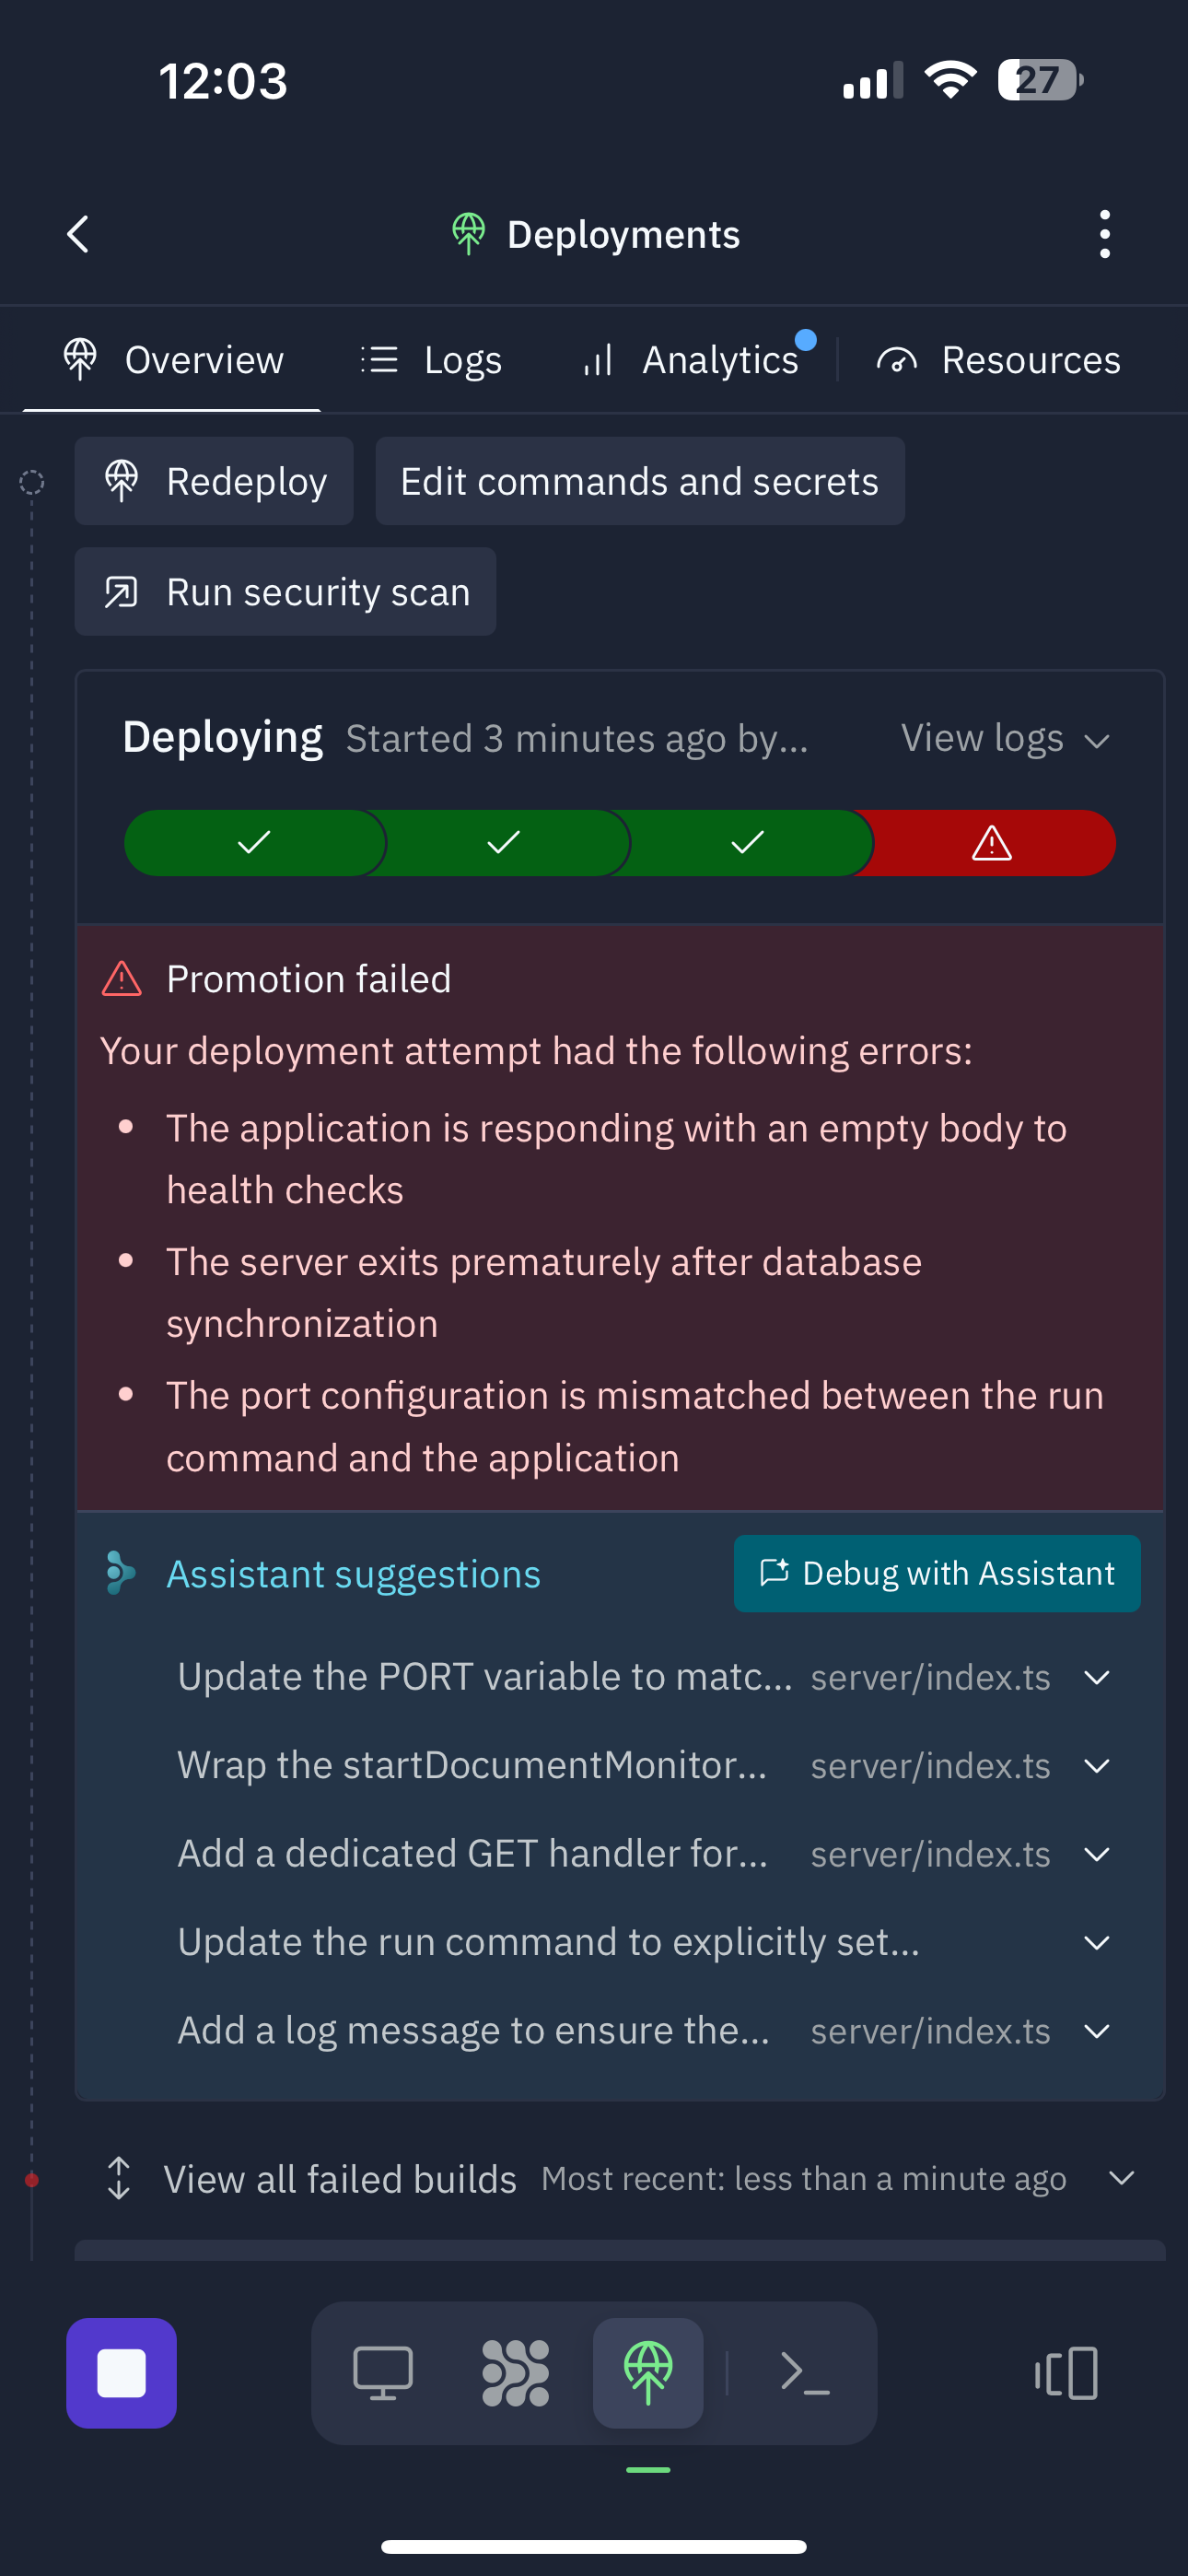 12:03
27
Deployments
Overview
Logs
Analytics
Resources
Redeploy
Edit commands and secrets
Run security scan
Deploying Started 3 minutes ago by...
View logs
Promotion failed
Your deployment attempt had the following errors:
The application is responding with an empty body to
health checks
The server exits prematurely after database
synchronization
The port configuration is mismatched between the run
command and the application
Assistant suggestions
Debug with Assistant
Update the PORT variable to matc... server/index.ts
Wrap the startDocumentMonitor... server/index.ts
Add a dedicated GET handler for... server/index.ts
Update the run command to explicitly set...
Add a log message to ensure the... server/index.ts
View all failed builds Most recent: less than a minute ago